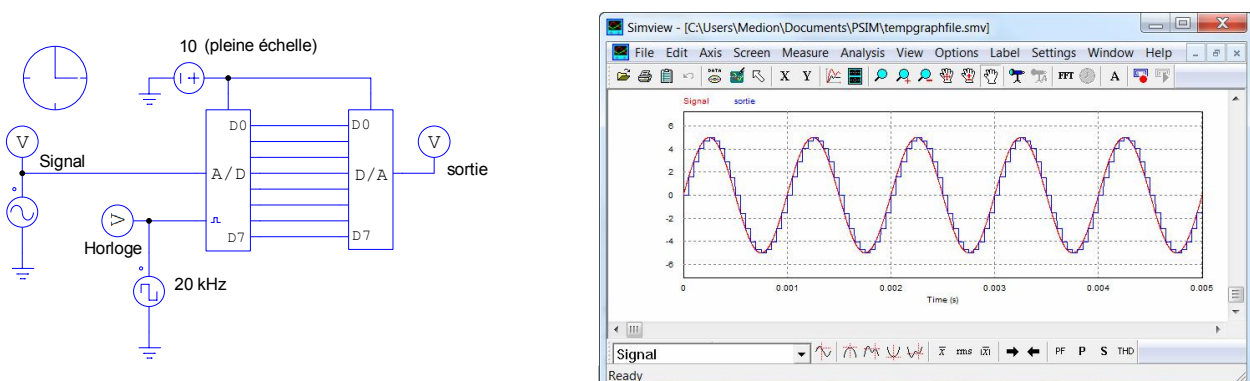 10 (pleine échelle)
D0
D0
V
V
Signal
A/D
D/A
sortie
V
Horloge
D7
D7
20 kHz
Simview - [C:\Users\Medion\Documents\PSIM\tempgraphfile.smv]
File Edit Axis Screen Measure Analysis View Options Label Settings Window Help
DATA X Y FFT A
Signal sortie
6
4
2
0
-2
-4
-6
0 0.001 0.002 0.003 0.004 0.005
Time (s)
Signal x rms |x| PF P S THD
Ready